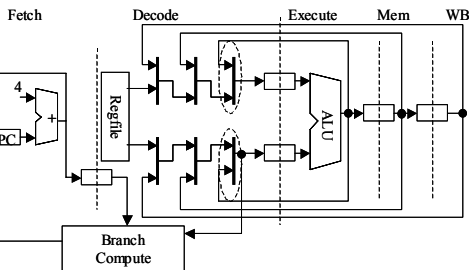 Fetch Decode Execute Mem WB
4
+
PC
Regfile
ALU
Branch
Compute